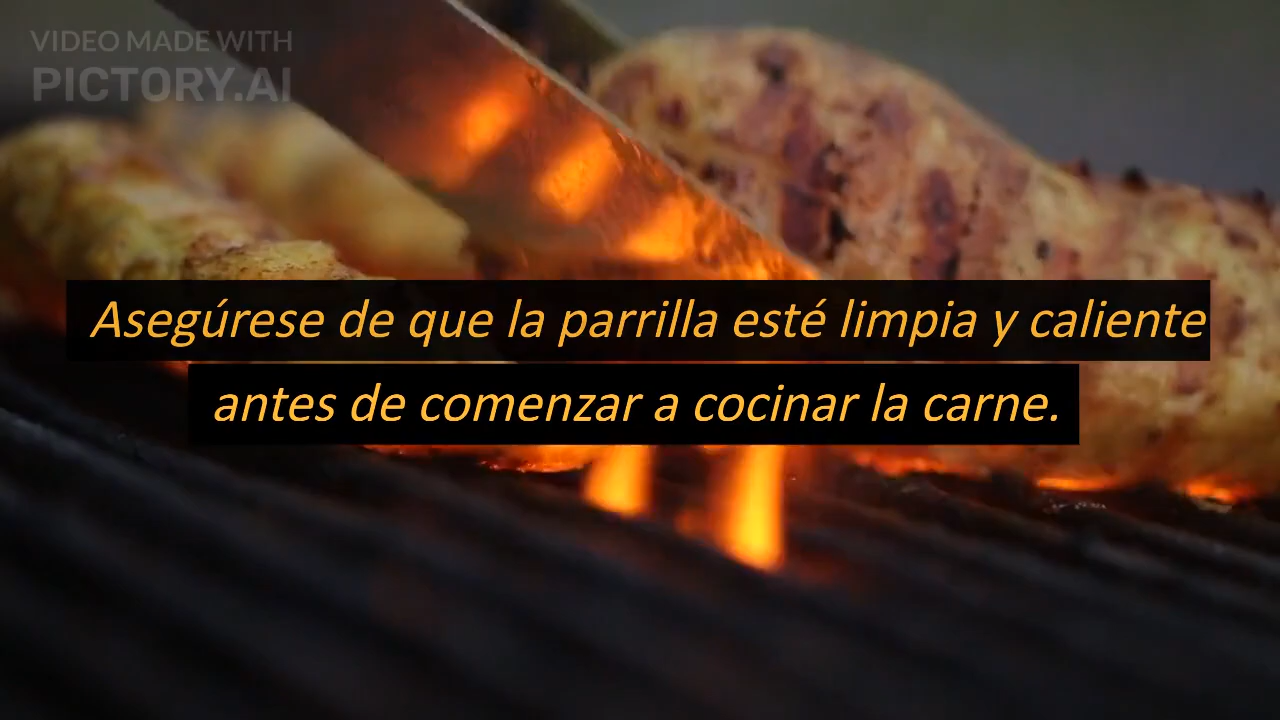 VIDEO MADE WITH
PICTORY.AI
Asegúrese de que la parrilla esté limpia y caliente
antes de comenzar a cocinar la carne.